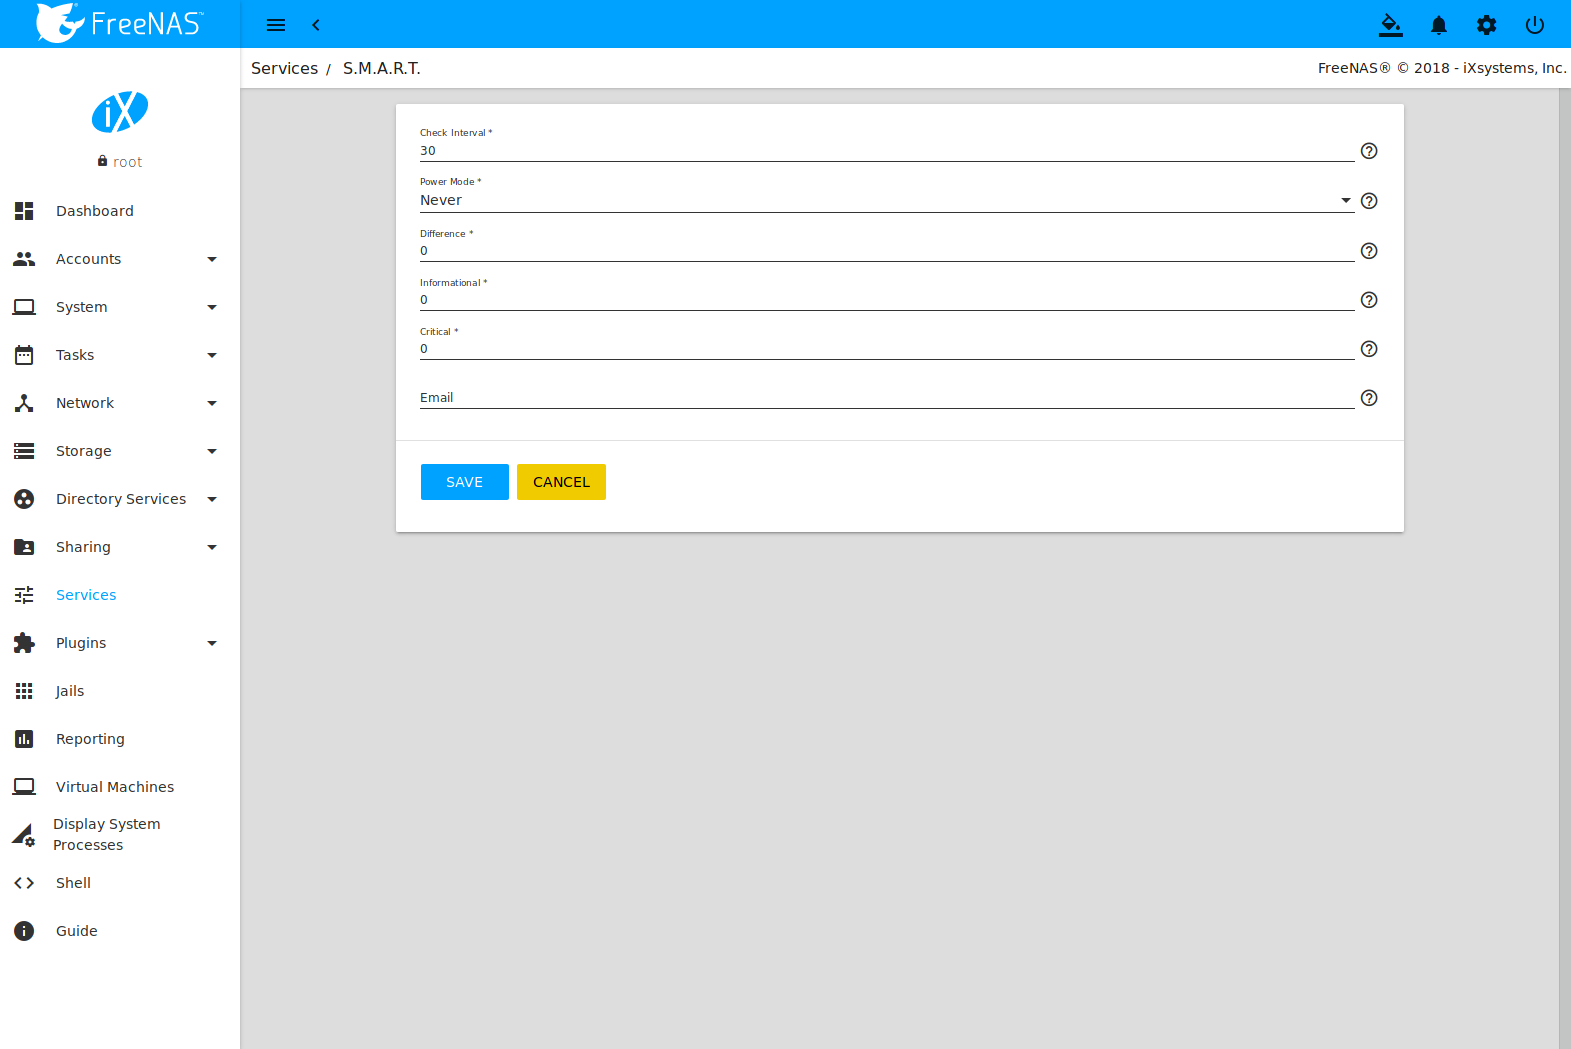 FreeNAS™
Services / S.M.A.R.T.
FreeNAS® © 2018 - iXsystems, Inc.
iX
root
Dashboard
Accounts
System
Tasks
Network
Storage
Directory Services
Sharing
Services
Plugins
Jails
Reporting
Virtual Machines
Display System
Processes
Shell
Guide
Check Interval *
30
Power Mode *
Never
Difference *
0
Informational *
0
Critical *
0
Email
SAVE
CANCEL